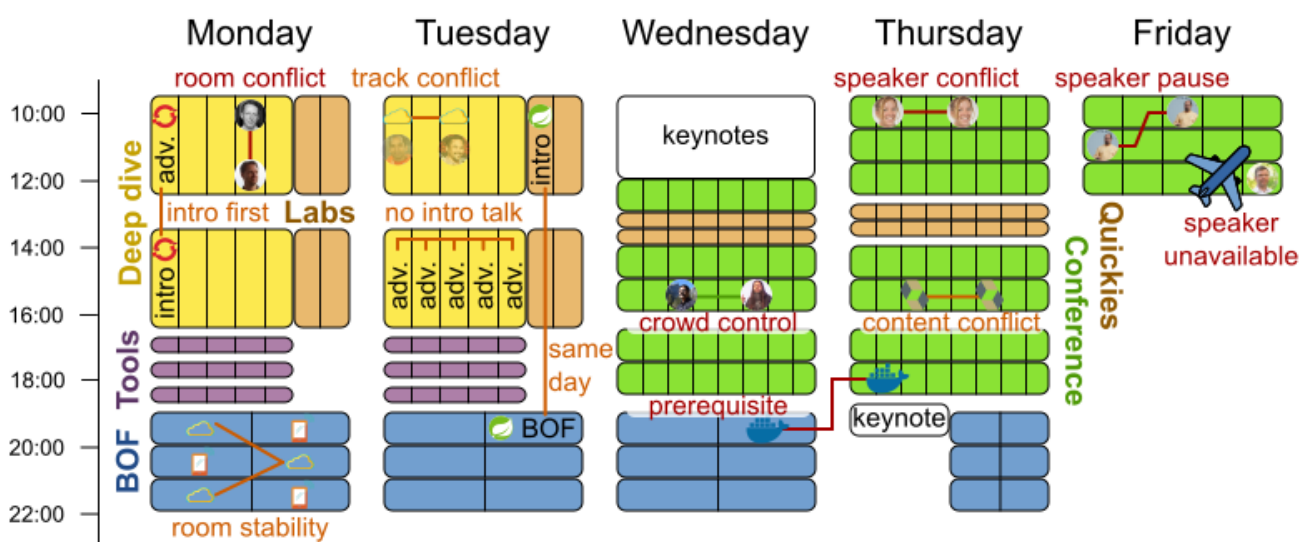 Monday
Tuesday
Wednesday
Thursday
Friday
room conflict
track conflict
speaker conflict
speaker pause
10:00
12:00
14:00
16:00
18:00
20:00
22:00
Deep dive
Tools
BOF
adv.
intro first
Labs
intro
room stability
intro
no intro talk
adv.
adv.
adv.
adv.
adv.
same
day
BOF
keynotes
crowd control
prerequisite
content conflict
keynote
Conference
Quickies
speaker
unavailable